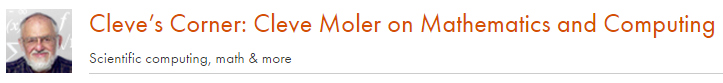 Cleve’s Corner: Cleve Moler on Mathematics and Computing
Scientific computing, math & more